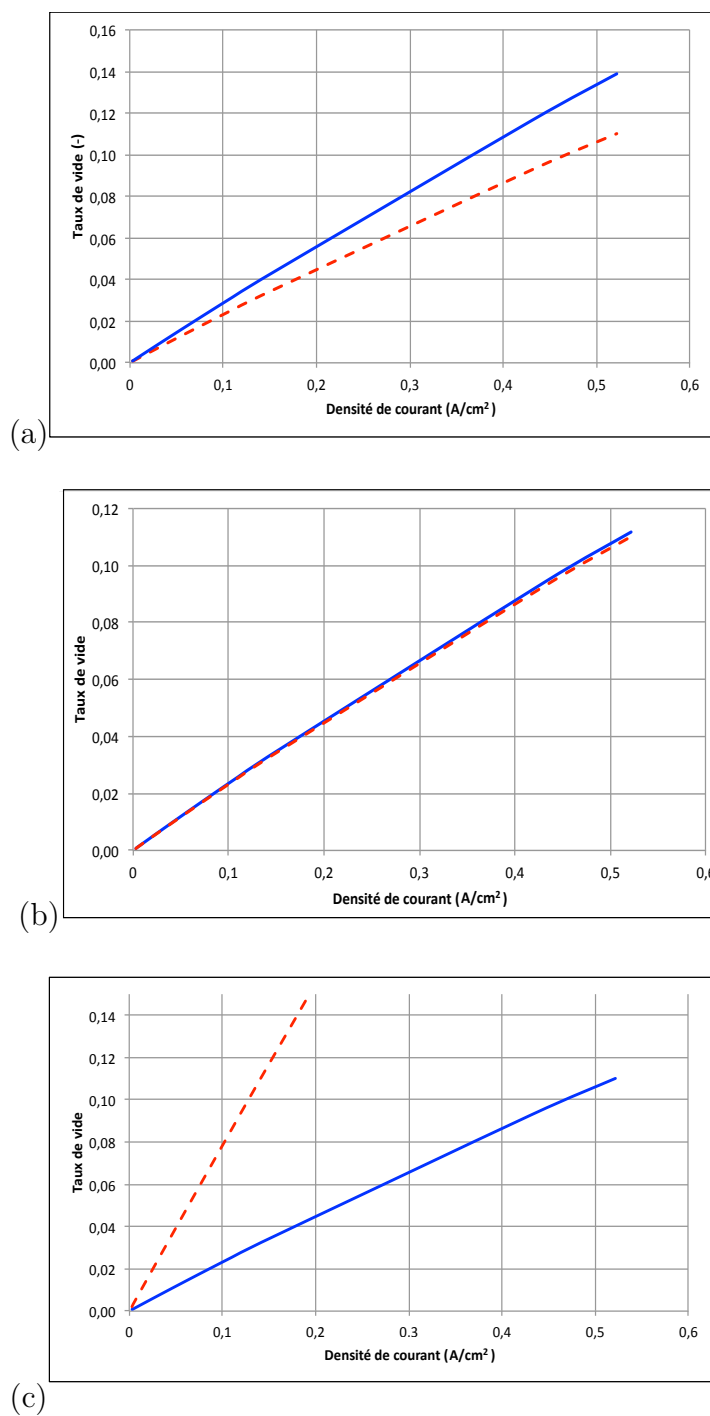 0,16
0,14
0,12
0,10
0,08
0,06
0,04
0,02
0,00
Taux de vide (-)
0 0,1 0,2 0,3 0,4 0,5 0,6
Densité de courant (A/cm²)
(a)
0,12
0,10
0,08
0,06
0,04
0,02
0,00
Taux de vide
0 0,1 0,2 0,3 0,4 0,5 0,6
Densité de courant (A/cm²)
(b)
0,14
0,12
0,10
0,08
0,06
0,04
0,02
0,00
Taux de vide
0 0,1 0,2 0.3 0,4 0,5 0,6
Densité de courant (A/cm²)
(c)